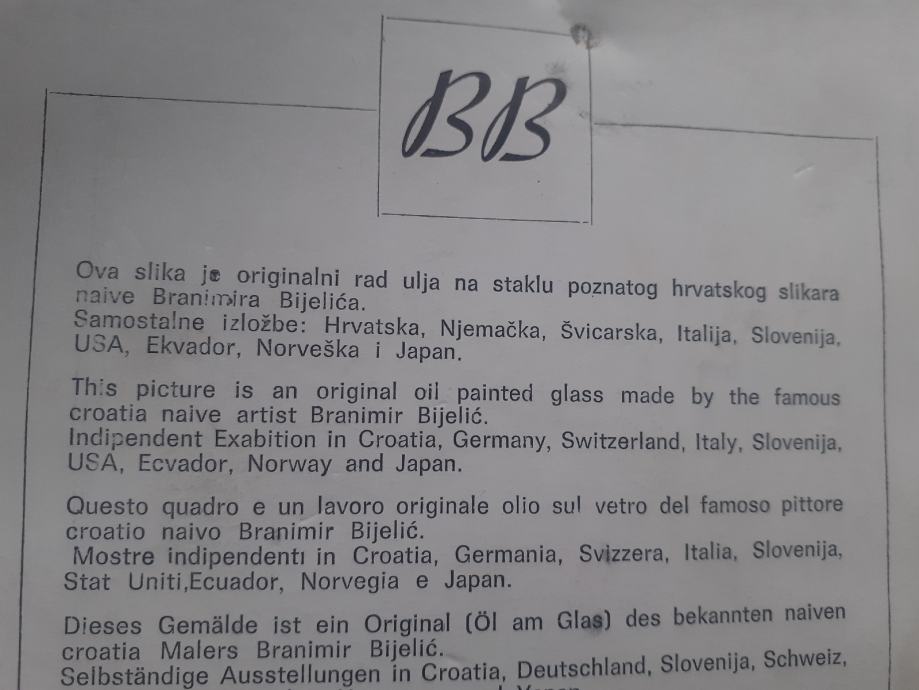 BB
Ova slika je originalni rad ulja na staklu poznatog hrvatskog slikara
naive Branimira Bijelića.
Samostalne izložbe: Hrvatska, Njemačka, Švicarska, Italija, Slovenija,
USA, Ekvador, Norveška i Japan.
This picture is an original oil painted glass made by the famous
croatia naive artist Branimir Bijelić.
Indipendent Exabition in Croatia, Germany, Switzerland, Italy, Slovenija,
USA, Ecvador, Norway and Japan.
Questo quadro e un lavoro originale olio sul vetro del famoso pittore
croatio naivo Branimir Bijelić.
Mostre indipendenti in Croatia, Germania, Svizzera, Italia, Slovenija,
Stat Uniti,Ecuador, Norvegia e Japan.
Dieses Gemälde ist ein Original (Öl am Glas) des bekannten naiven
croatia Malers Branimir Bijelić.
Selbständige Ausstellungen in Croatia, Deutschland, Slovenija, Schweiz,